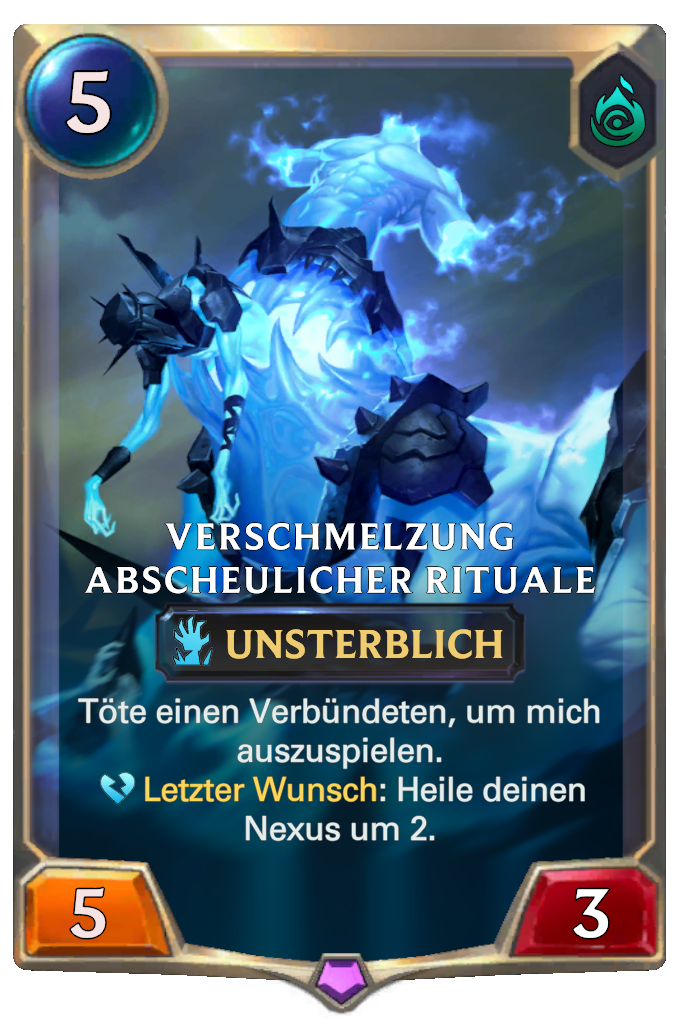 5
VERSCHMELZUNG
ABSCHEULICHER RITUALE
UNSTERBLICH
Töte einen Verbündeten, um mich
auszuspielen.
Letzter Wunsch: Heile deinen
Nexus um 2.
5
3